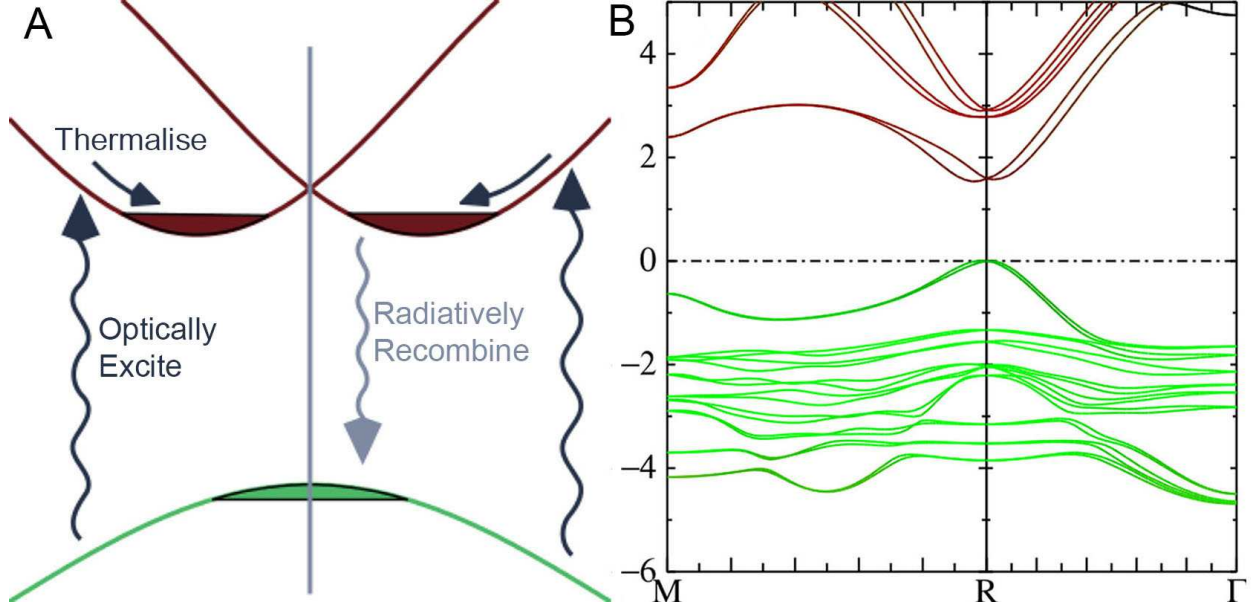 A
B
Thermalise
Optically
Excite
Radiatively
Recombine
4
2
0
−2
−4
−6
M
R
Γ